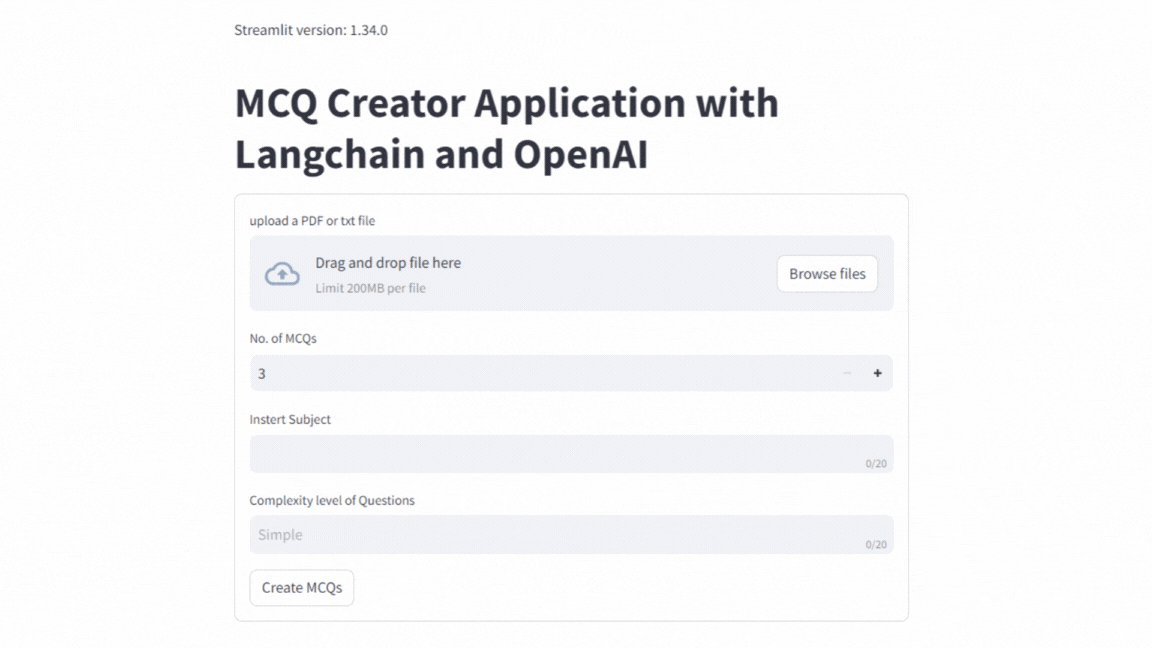 Streamlit version: 1.34.0
MCQ Creator Application with
Langchain and OpenAI
upload a PDF or txt file
Drag and drop file here
Limit 200MB per file
Browse files
No. of MCQs
3
Instert Subject
0/20
Complexity level of Questions
Simple
0/20
Create MCQs